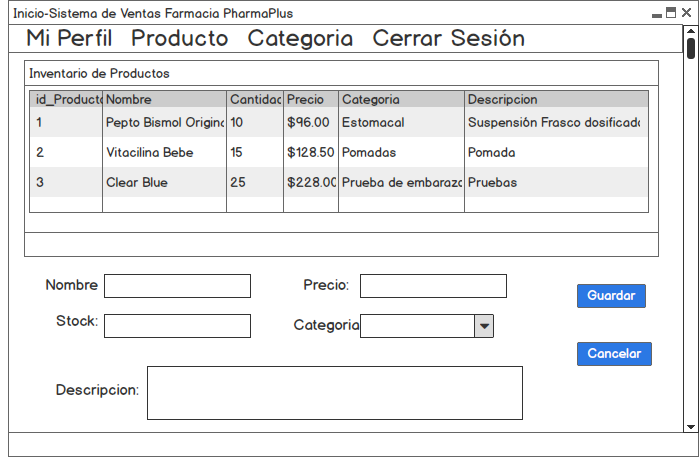 Inicio-Sistema de Ventas Farmacia PharmaPlus
Mi Perfil Producto Categoria Cerrar Sesión
Inventario de Productos
id_Producto Nombre Cantidad Precio Categoria Descripcion
1 Pepto Bismol Origina 10 $96.00 Estomacal Suspensión Frasco dosificado
2 Vitacilina Bebe 15 $128.50 Pomadas Pomada
3 Clear Blue 25 $228.00 Prueba de embarazo Pruebas
Nombre Precio: Guardar
Stock: Categoria
Cancelar
Descripcion: